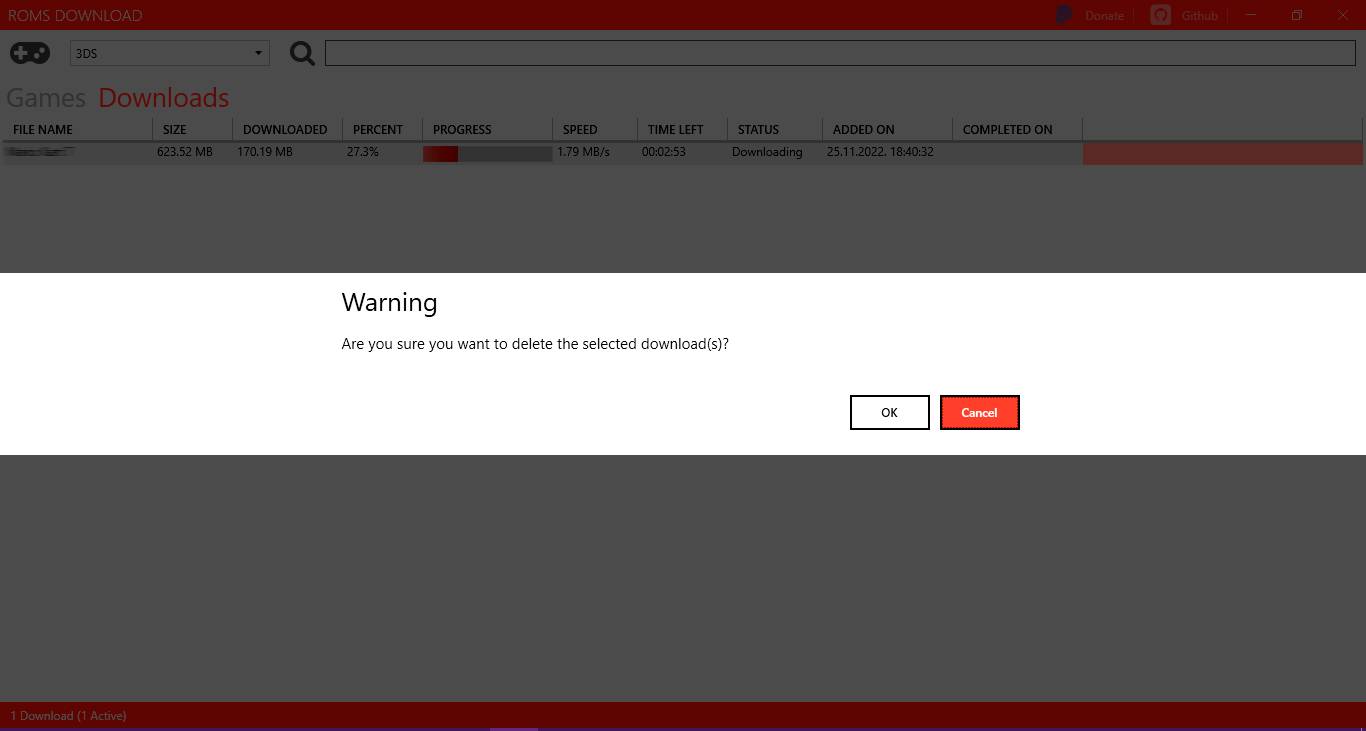 ROMS DOWNLOAD Donate Github
3DS
Games Downloads
FILE NAME SIZE DOWNLOADED PERCENT PROGRESS SPEED TIME LEFT STATUS ADDED ON COMPLETED ON
623.52 MB 170.19 MB 27.3% 1.79 MB/s 00:02:53 Downloading 25.11.2022. 18:40:32
Warning
Are you sure you want to delete the selected download(s)?
OK Cancel
1 Download (1 Active)